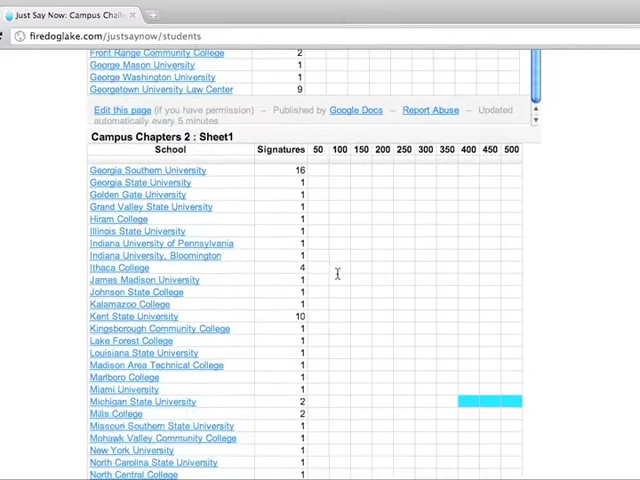 Just Say Now: Campus Chall
firedoglake.com/justsaynow/students
Front Range Community College 2
George Mason University 1
George Washington University 1
Georgetown University Law Center 9
Edit this page (If you have permission) – Published by Google Docs – Report Abuse – Updated
automatically every 5 minutes
Campus Chapters 2 : Sheet1
School Signatures 50 100 150 200 250 300 350 400 450 500
Georgia Southern University 16
Georgia State University 1
Golden Gate University 1
Grand Valley State University 1
Hiram College 1
Illinois State University 1
Indiana University of Pennsylvania 1
Indiana University, Bloomington 1
Ithaca College 4
James Madison University 1
Johnson State College 1
Kalamazoo College 1
Kent State University 10
Kingsborough Community College 1
Lake Forest College 1
Louisiana State University 1
Madison Area Technical College 1
Marlboro College 1
Miami University 1
Michigan State University 2
Mills College 2
Missouri Southern State University 1
Mohawk Valley Community College 1
New York University 1
North Carolina State University 1
North Central College 1